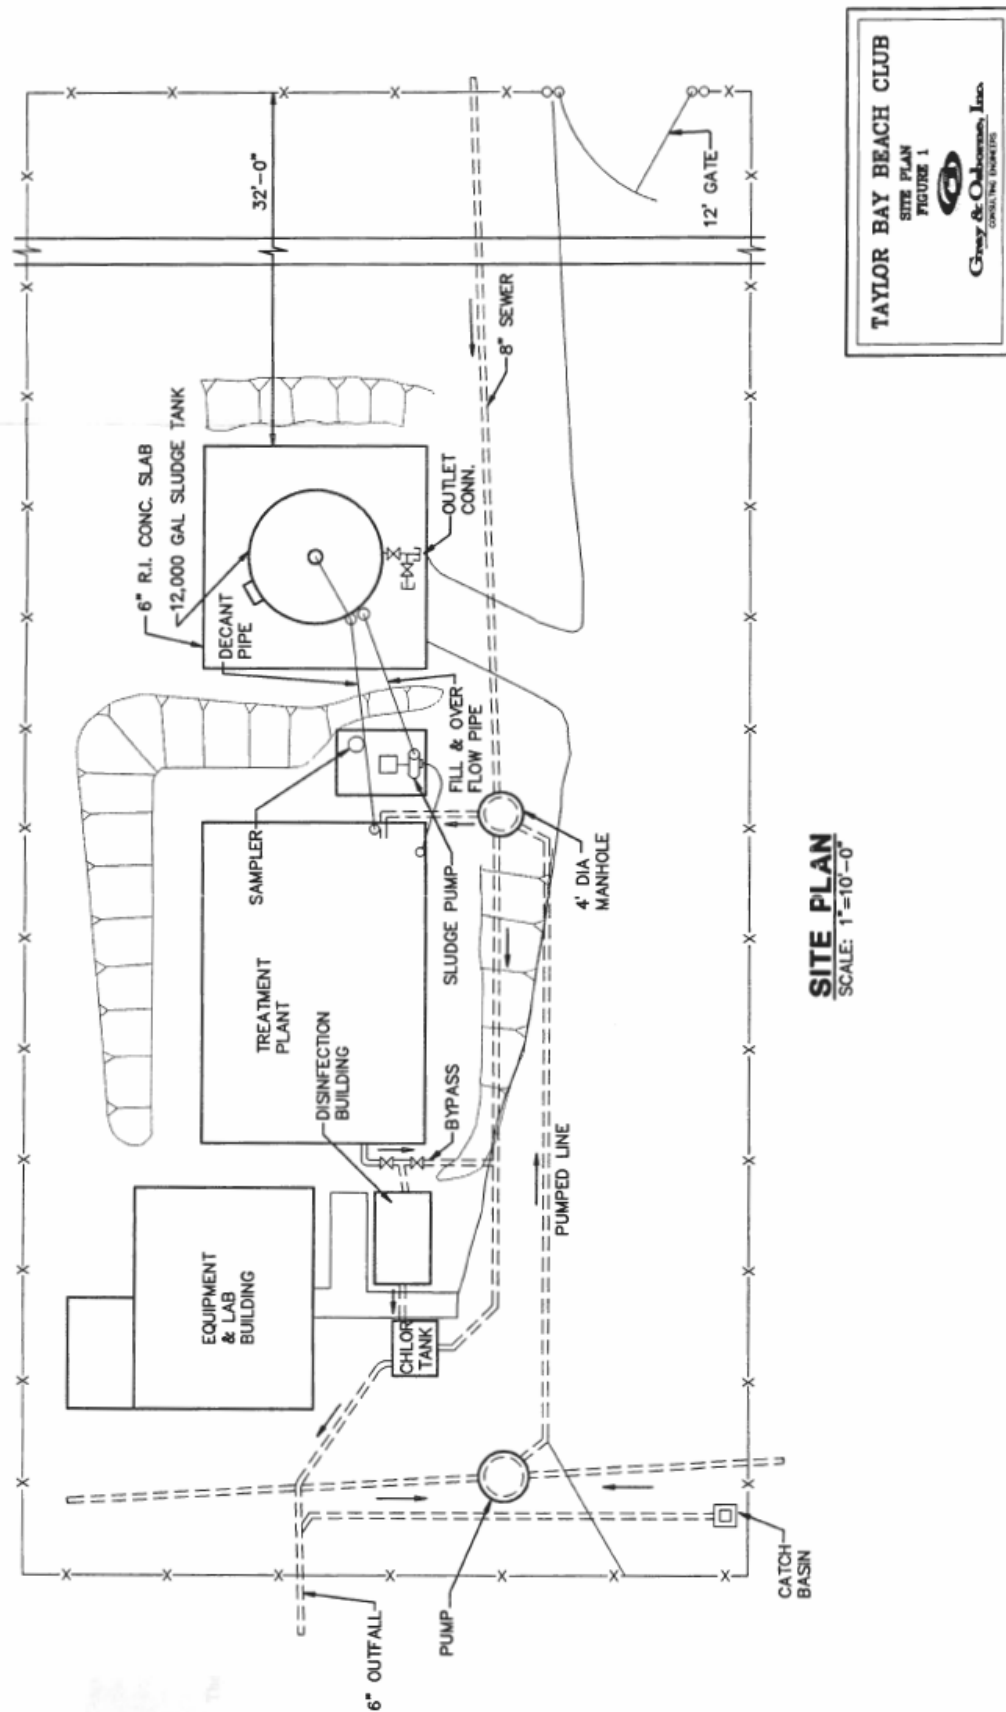 32'-0"
12' GATE
6" R.I. CONC. SLAB
12,000 GAL SLUDGE TANK
DECANT
PIPE
8" SEWER
OUTLET
CONN.
FILL & OVER
FLOW PIPE
SAMPLER
SLUDGE PUMP
4' DIA
MANHOLE
TREATMENT
PLANT
DISINFECTION
BUILDING
BYPASS
PUMPED LINE
EQUIPMENT
& LAB
BUILDING
CHLOR
TANK
6" OUTFALL
PUMP
CATCH
BASIN
SITE PLAN
SCALE: 1"=10'-0"
TAYLOR BAY BEACH CLUB
SITE PLAN
FIGURE 1
Gray & Osborne, Inc.
CONSULTING ENGINEERS